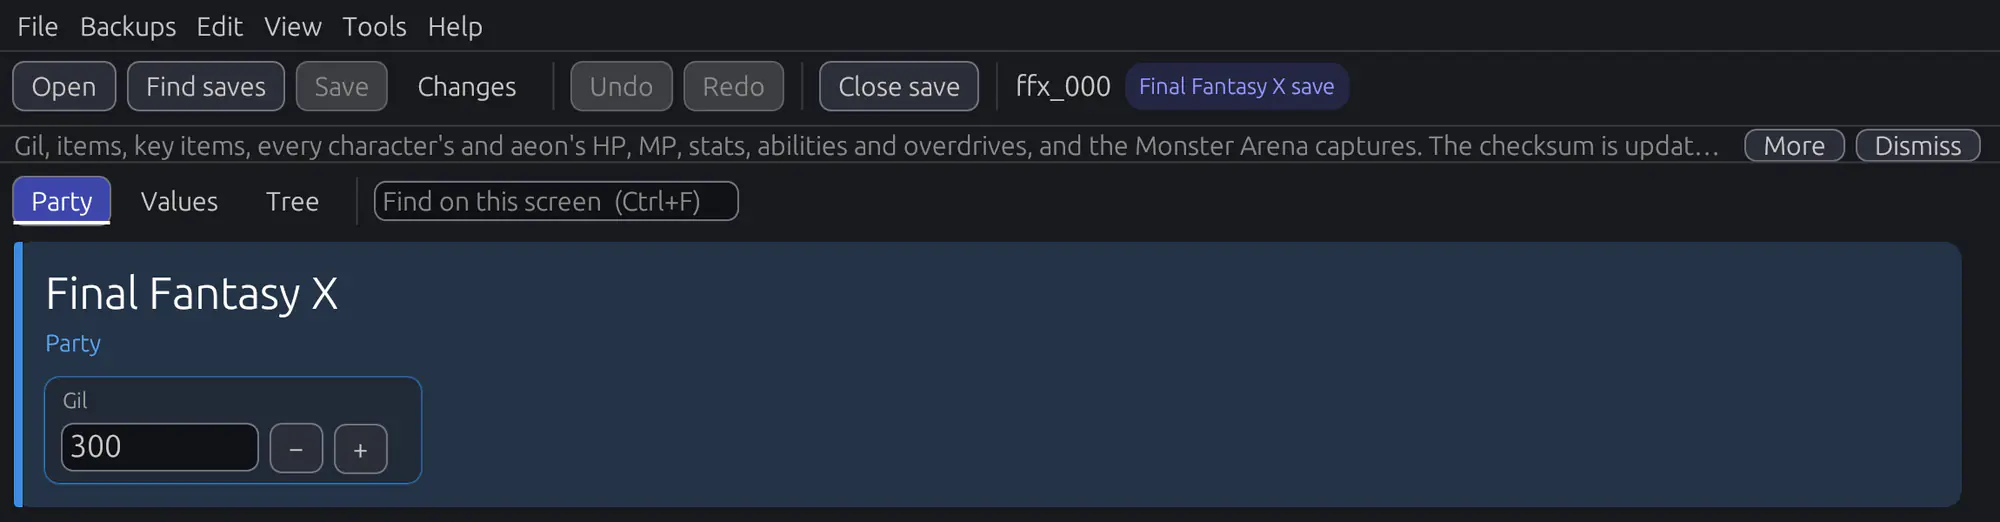 File Backups Edit View Tools Help
Open Find saves Save Changes Undo Redo Close save ffx_000 Final Fantasy X save
Gil, items, key items, every character's and aeon's HP, MP, stats, abilities and overdrives, and the Monster Arena captures. The checksum is updat... More Dismiss
Party Values Tree Find on this screen (Ctrl+F)
Final Fantasy X
Party
Gil
300 − +